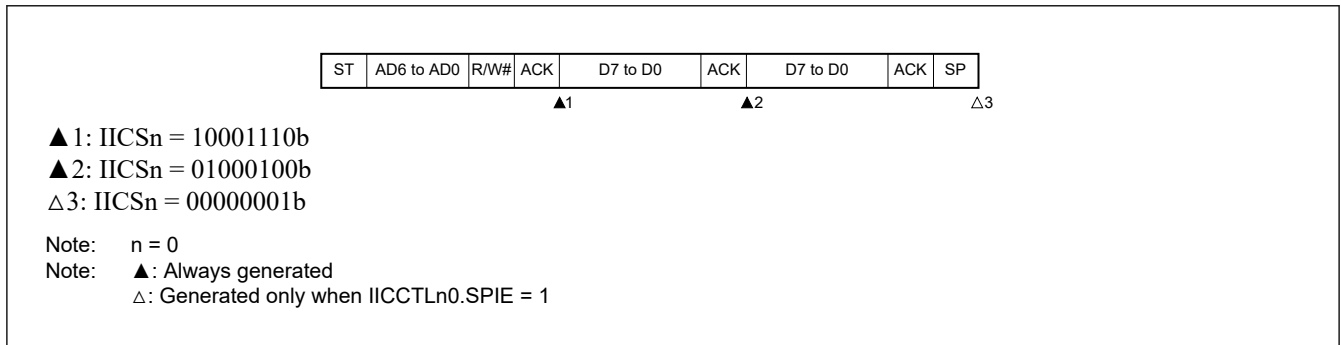 ST AD6 to AD0 R/W# ACK D7 to D0 ACK D7 to D0 ACK SP
▲1 ▲2 △3
▲1: IICSn = 10001110b
▲2: IICSn = 01000100b
△3: IICSn = 00000001b
Note: n = 0
Note: ▲: Always generated
△: Generated only when IICCTLn0.SPIE = 1